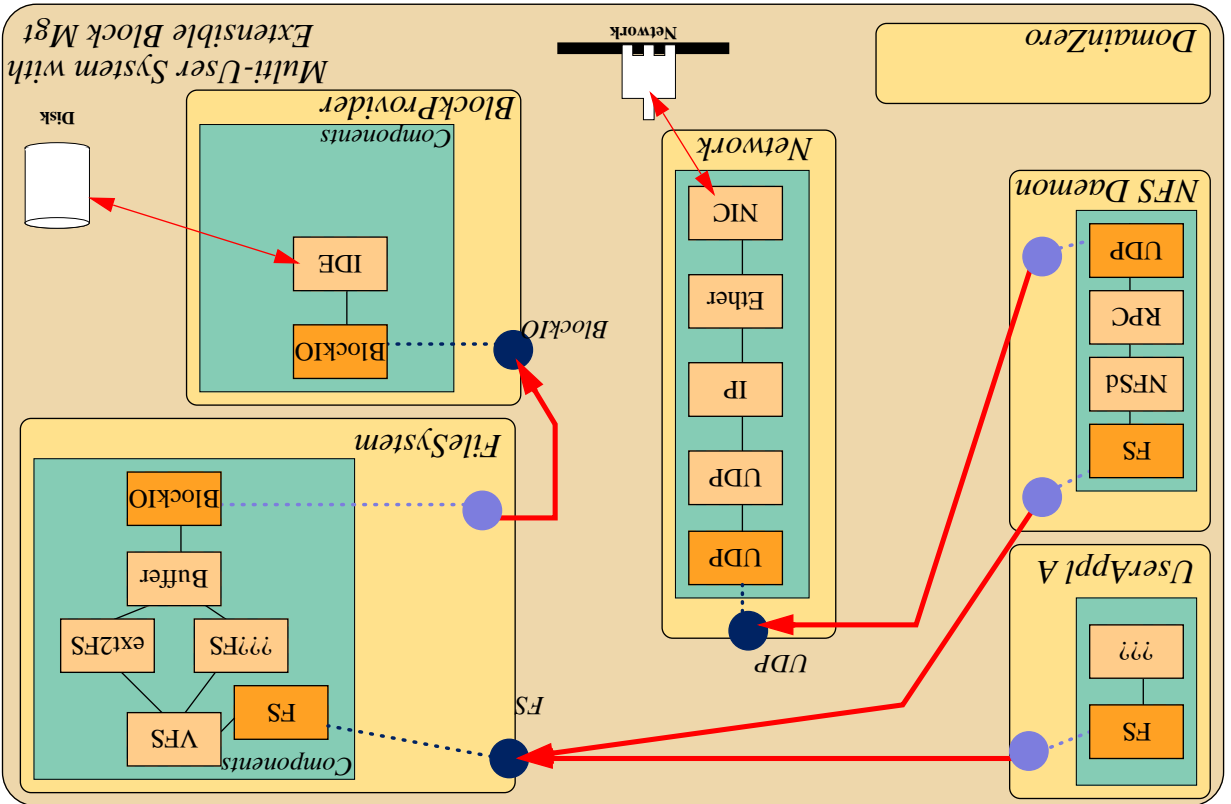 FS
???
UserAppl A
FS
NFSd
RPC
UDP
NFS Daemon
DomainZero
UDP
UDP
UDP
IP
Ether
NIC
Network
Network
Components
FS
FS
VFS
???FS
ext2FS
Buffer
BlockIO
FileSystem
BlockIO
BlockIO
IDE
Components
BlockProvider
Disk
Multi-User System with
Extensible Block Mgt